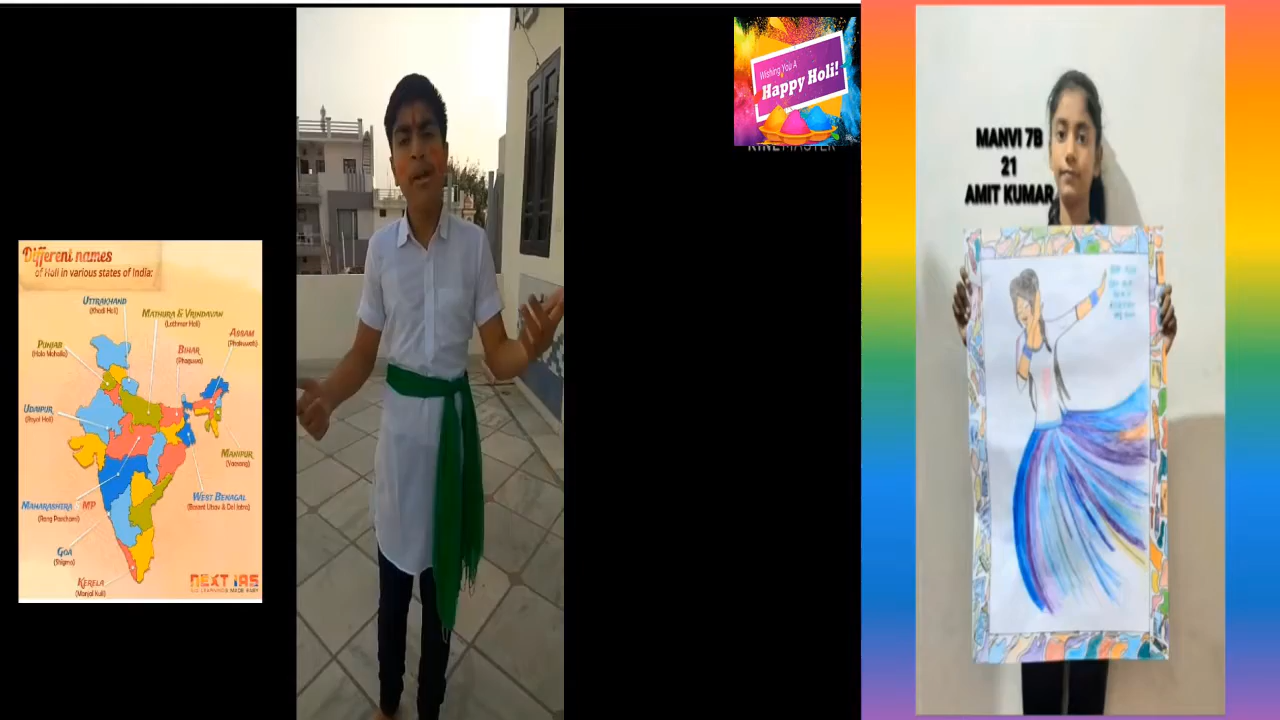 Different names
of Holi in various states of India:
UTTRAKHAND
(Khadi Holi)
MATHURA & VRINDAVAN
(Lathmar Holi)
ASSAM
(Phakuwah)
PUNJAB
(Hola Mohalla)
BIHAR
(Phaguwa)
UDAIPUR
(Royal Holi)
MANIPUR
(Yaosang)
MAHARASHTRA & MP
(Rang Panchami)
WEST BENAGAL
(Basant Utsav & Dol Jatra)
GOA
(Shigmo)
KERELA
(Manjal Kuli)
NEXT IAS
Wishing You A
Happy Holi!
KINEMASTER
MANVI 7B
21
AMIT KUMAR